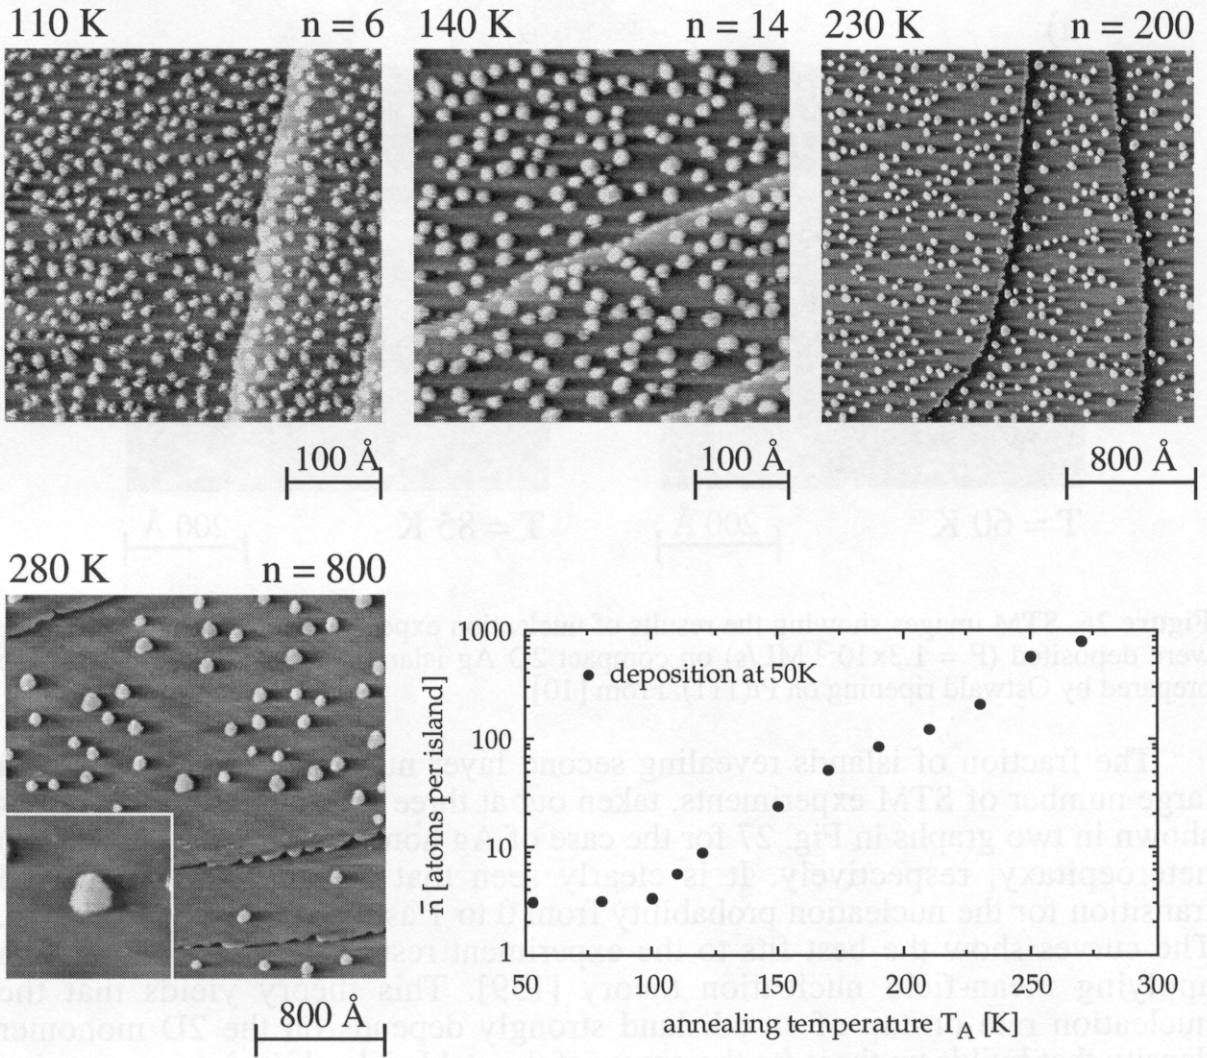 110 K n = 6
140 K n = 14
230 K n = 200
100 Å
100 Å
800 Å
280 K n = 800
800 Å
n̄ [atoms per island]
1000
100
10
1
deposition at 50K
50 100 150 200 250 300
annealing temperature T_A [K]